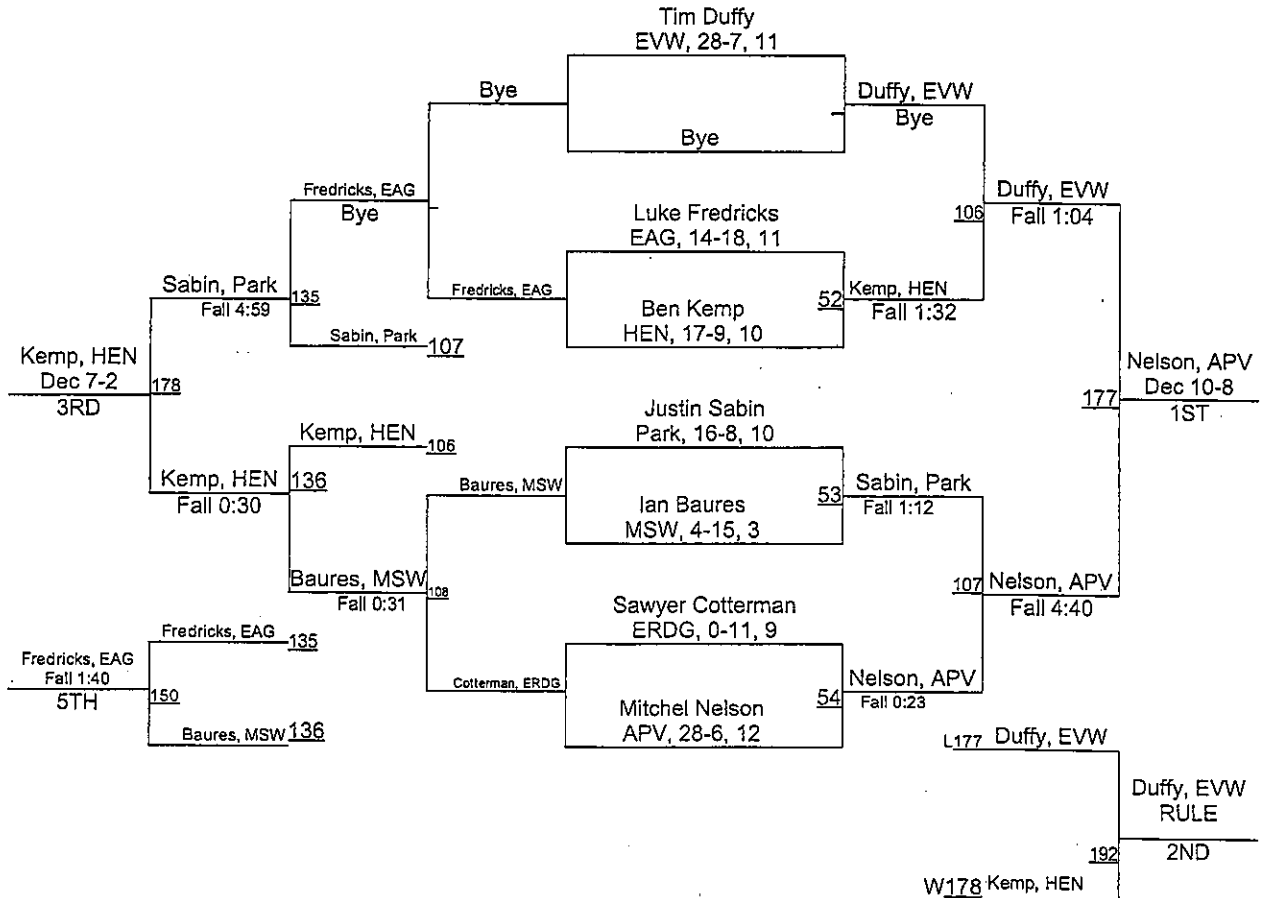 Tim Duffy
EVW, 28-7, 11
Bye
Duffy, EVW
Bye
Bye
Fredricks, EAG
Bye
Duffy, EVW
106
Fall 1:04
Luke Fredricks
EAG, 14-18, 11
Sabin, Park
135
Fall 4:59
Fredricks, EAG
Ben Kemp
HEN, 17-9, 10
52
Kemp, HEN
Fall 1:32
Sabin, Park
107
Kemp, HEN
Dec 7-2
178
3RD
Nelson, APV
Dec 10-8
177
1ST
Justin Sabin
Park, 16-8, 10
Kemp, HEN
106
Kemp, HEN
136
Fall 0:30
Baures, MSW
Ian Baures
MSW, 4-15, 3
53
Sabin, Park
Fall 1:12
Baures, MSW
108
Fall 0:31
107
Nelson, APV
Fall 4:40
Sawyer Cotterman
ERDG, 0-11, 9
Fredricks, EAG
135
Fredricks, EAG
Fall 1:40
150
5TH
Cotterman, ERDG
Mitchel Nelson
APV, 28-6, 12
54
Nelson, APV
Fall 0:23
Baures, MSW
136
L177 Duffy, EVW
Duffy, EVW
RULE
192
2ND
W178 Kemp, HEN